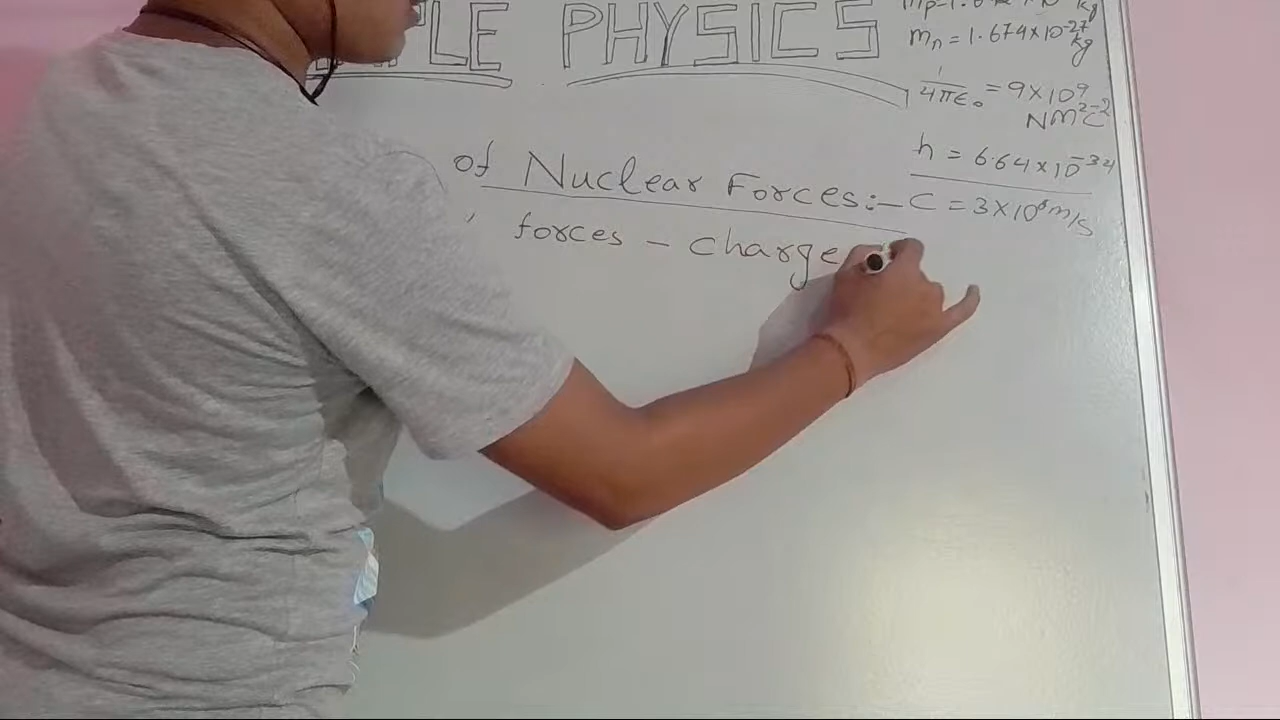 PHYSICS
mn = 1.674×10-27 kg
1/4πϵ₀ = 9×10⁹ Nm²C⁻²
h = 6.64×10⁻³⁴
of Nuclear Forces:-
C = 3×10⁸m/s
forces - charge